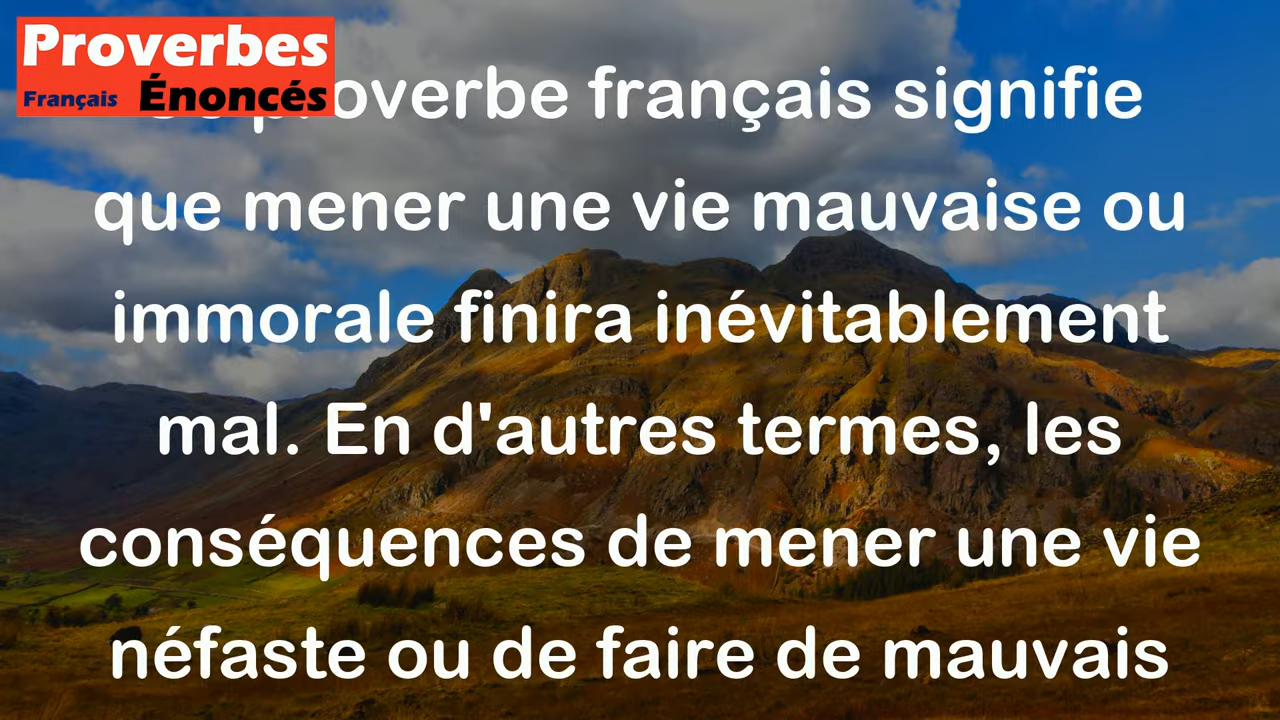 Proverbes
Français Énoncés
proverbe français signifie
que mener une vie mauvaise ou
immorale finira inévitablement
mal. En d'autres termes, les
conséquences de mener une vie
néfaste ou de faire de mauvais